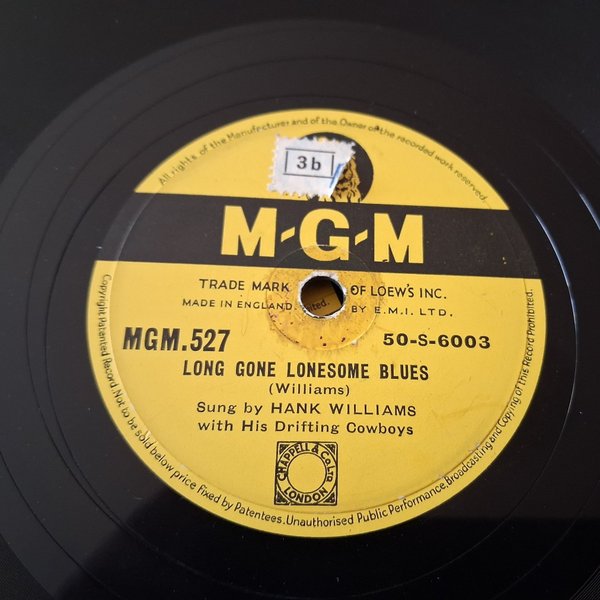 All rights of the Manufacturer and of the Owner of the recorded work reserved.
3b
M-G-M
TRADE MARK OF LOEW'S INC.
MADE IN ENGLAND. BY E.M.I. LTD.
MGM.527 50-S-6003
LONG GONE LONESOME BLUES
(Williams)
Sung by HANK WILLIAMS
with His Drifting Cowboys
CHAPPELL & Co LTD
LONDON
Copyright Patented Record. Not to be sold below price fixed by Patentees. Unauthorised Public Performance, Broadcasting and Copying of this Record Prohibited.